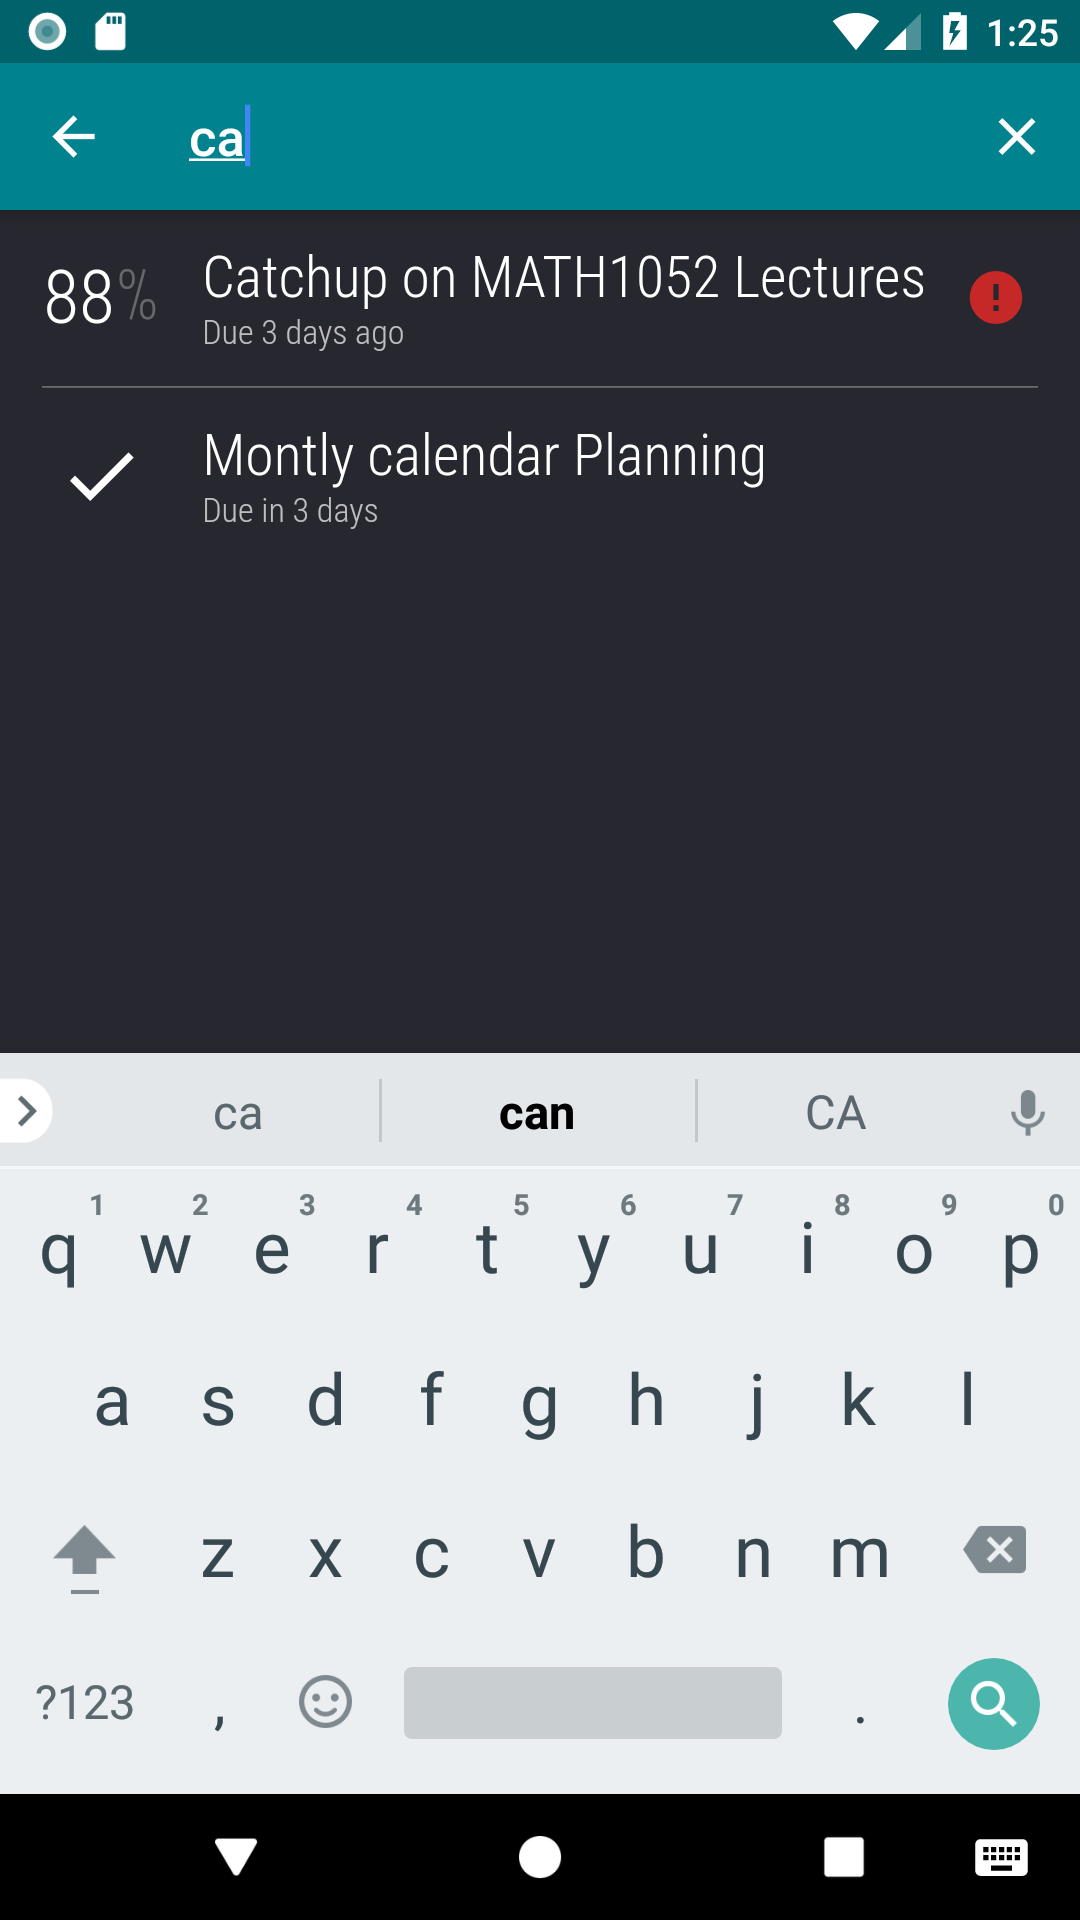 1:25
ca
88%
Catchup on MATH1052 Lectures
Due 3 days ago
Montly calendar Planning
Due in 3 days
ca can CA
1 2 3 4 5 6 7 8 9 0
q w e r t y u i o p
a s d f g h j k l
z x c v b n m
?123 , .